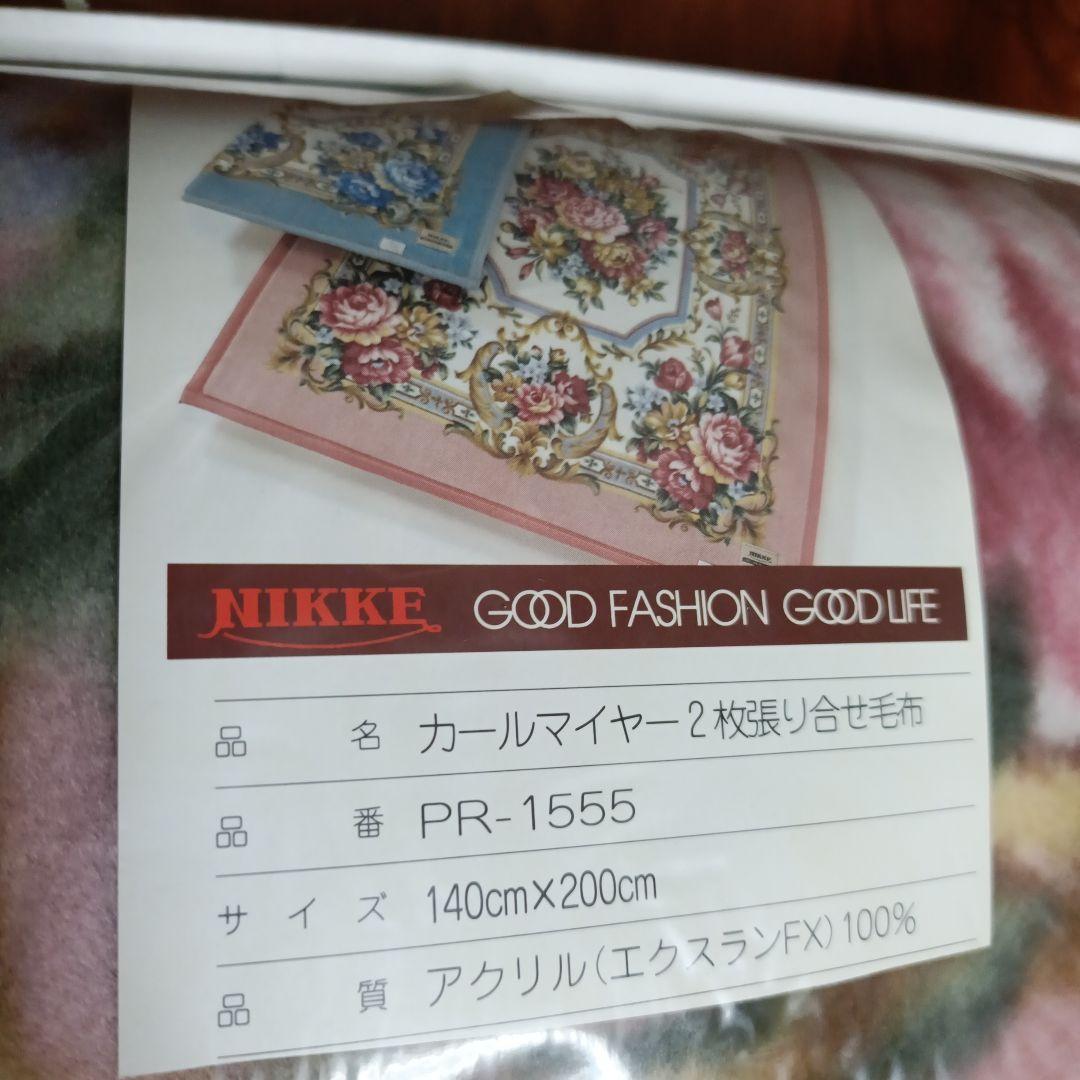 NIKKE
NIKKE GOOD FASHION GOOD LIFE
品名 カールマイヤー2枚張り合せ毛布
品番 PR-1555
サイズ 140cm×200cm
品質 アクリル(エクスランFX)100%